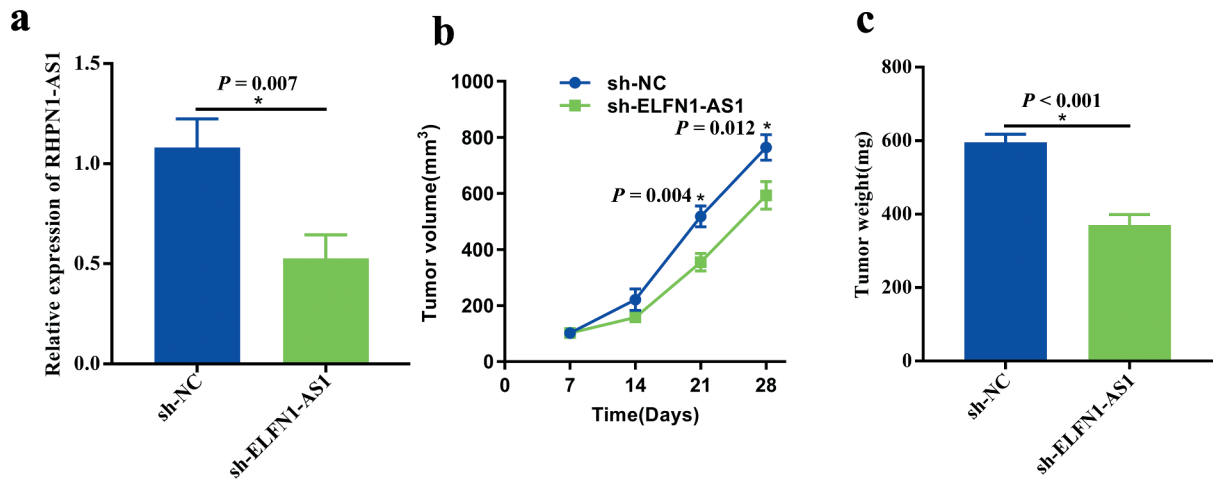 a
Relative expression of RHPN1-AS1
1.5
1.0
0.5
0.0
P = 0.007
*
sh-NC
sh-ELFN1-AS1
b
Tumor volume(mm³)
1000
800
600
400
200
0
sh-NC
sh-ELFN1-AS1
P = 0.012 *
P = 0.004 *
0 7 14 21 28
Time(Days)
c
Tumor weight(mg)
800
600
400
200
0
P < 0.001
*
sh-NC
sh-ELFN1-AS1